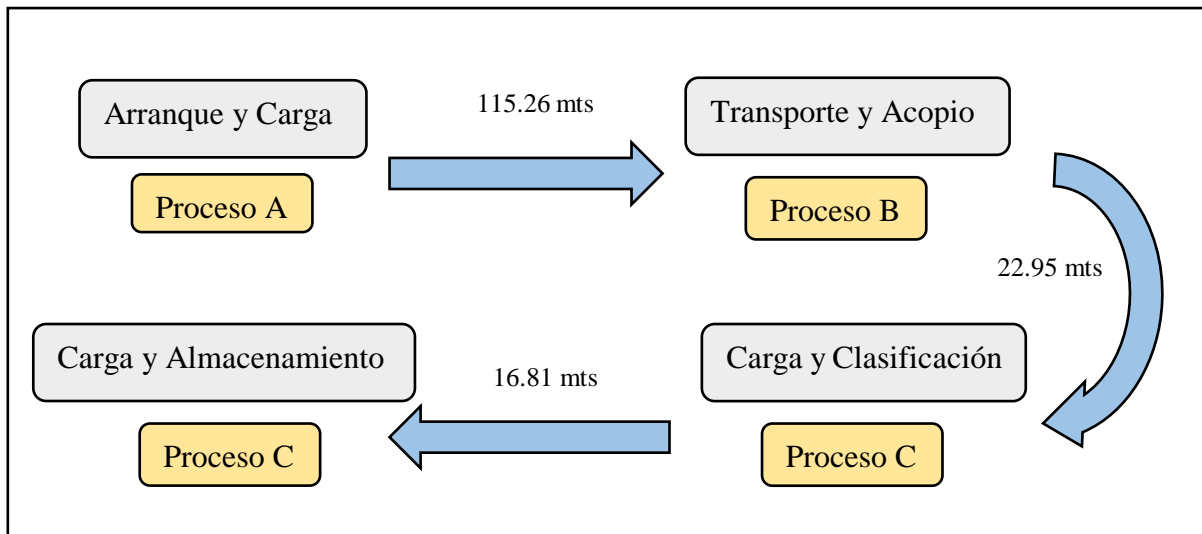 Arranque y Carga
115.26 mts
Transporte y Acopio
Proceso A
Proceso B
22.95 mts
Carga y Almacenamiento
16.81 mts
Carga y Clasificación
Proceso C
Proceso C